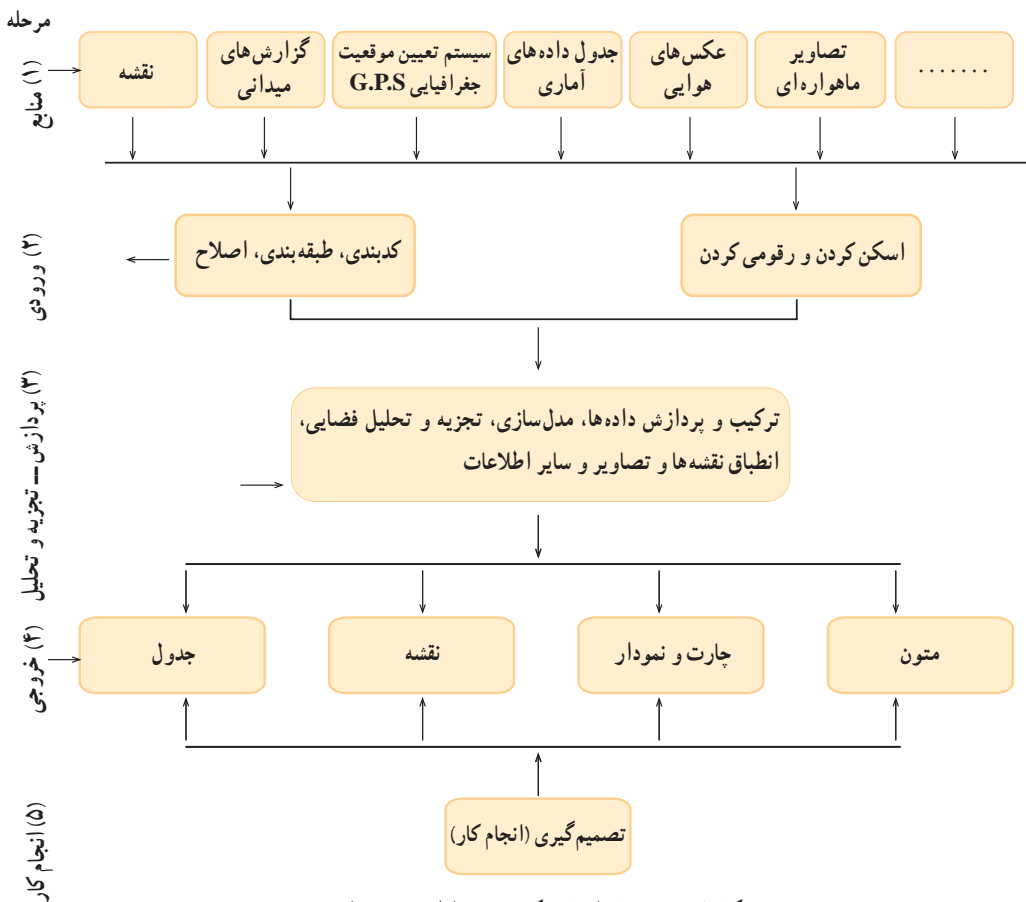 مرحله
(۱) منابع
.......
تصاویر
ماهواره‌ای
عکس‌های
هوایی
جدول داده‌های
آماری
سیستم تعیین موقعیت
جغرافیایی G.P.S
گزارش‌های
میدانی
نقشه
(۲) ورودی
اسکن کردن و رقومی کردن
کدبندی، طبقه‌بندی، اصلاح
(۳) پردازش – تجزیه و تحلیل
ترکیب و پردازش داده‌ها، مدل‌سازی، تجزیه و تحلیل فضایی،
انطباق نقشه‌ها و تصاویر و سایر اطلاعات
(۴) خروجی
متون
چارت و نمودار
نقشه
جدول
(۵) انجام کار
تصمیم‌گیری (انجام کار)